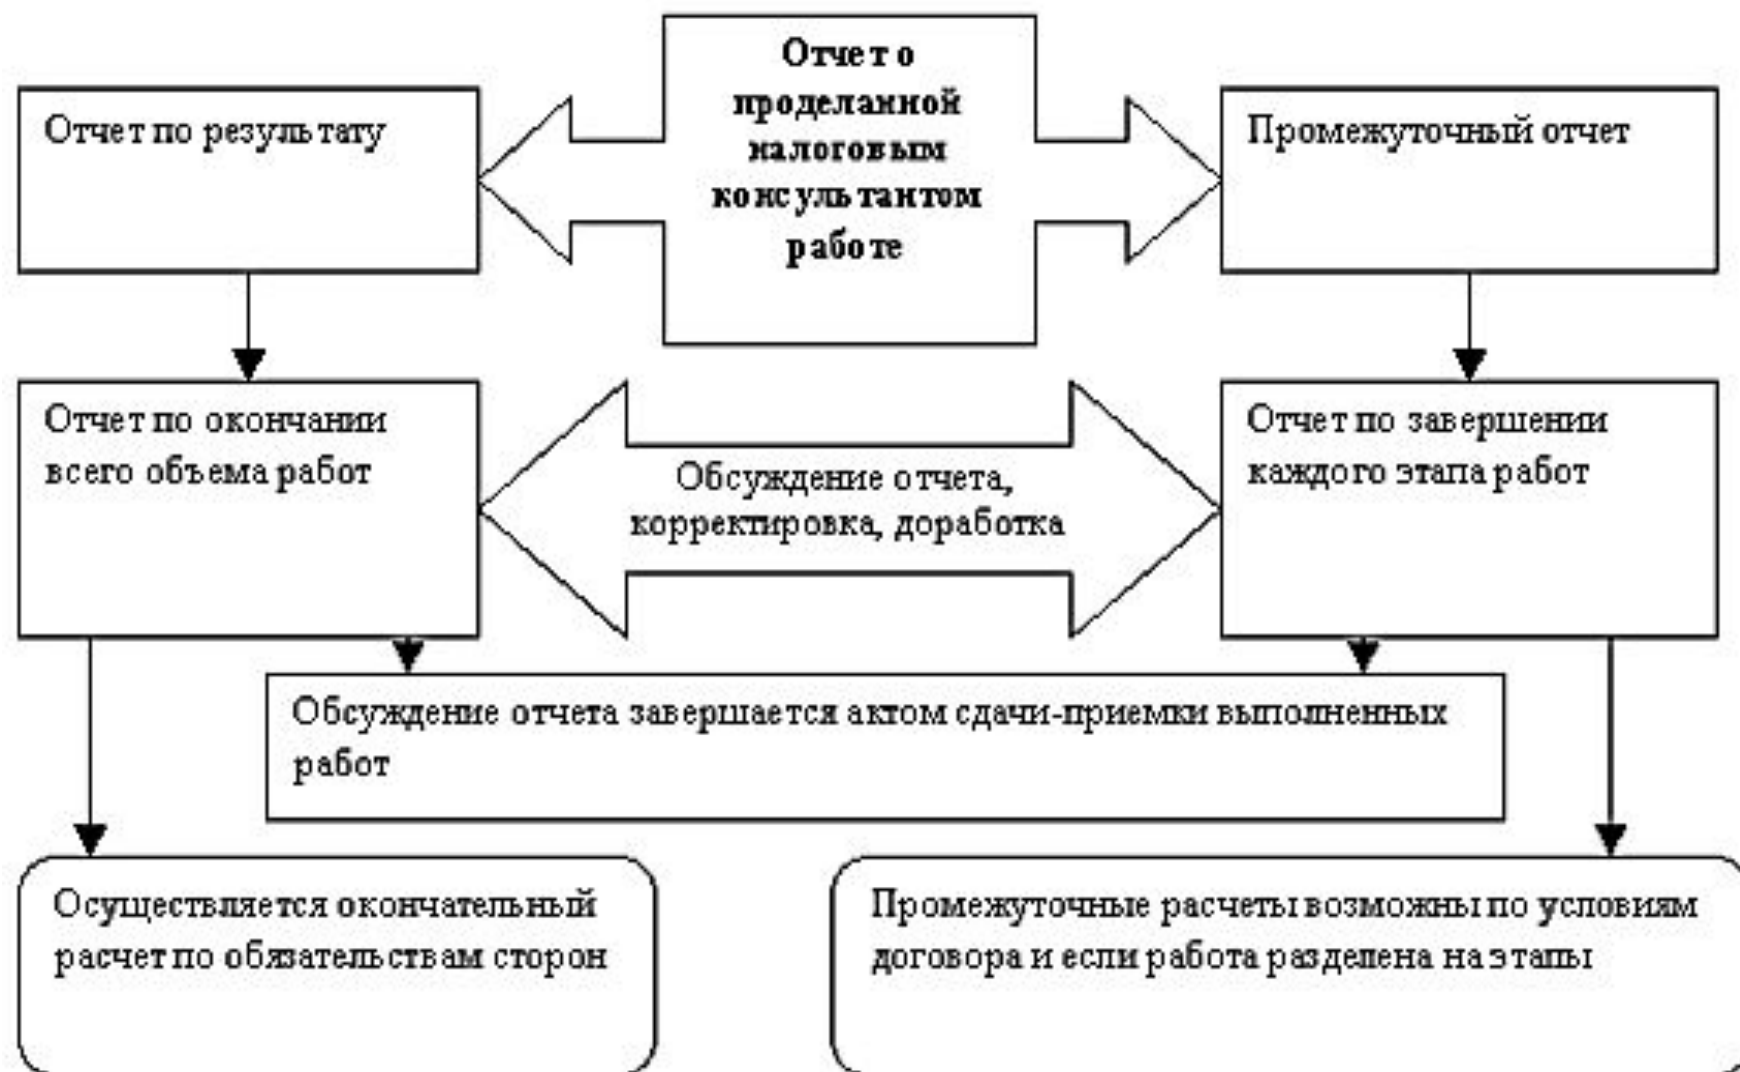 Отчет о
проделанной
налоговым
консультантом
работе
Отчет по результату
Промежуточный отчет
Отчет по окончании
всего объема работ
Обсуждение отчета,
корректировка, доработка
Отчет по завершении
каждого этапа работ
Обсуждение отчета завершается актом сдачи-приемки выполненных
работ
Осуществляется окончательный
расчет по обязательствам сторон
Промежуточные расчеты возможны по условиям
договора и если работа разделена на этапы